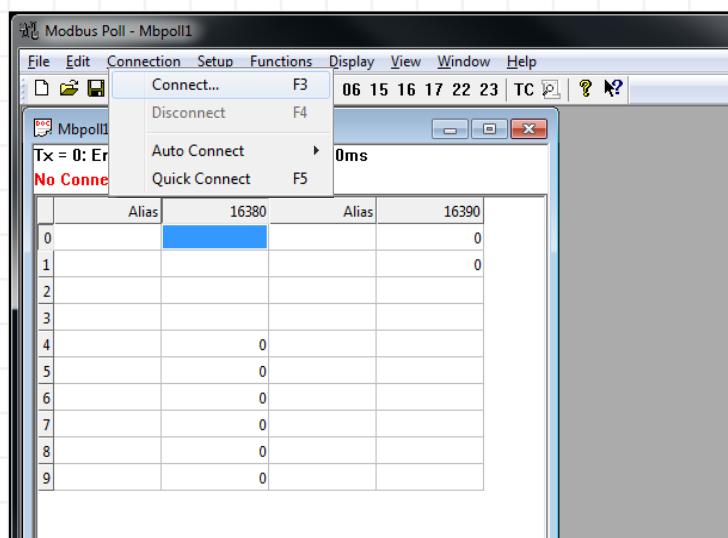 Modbus Poll - Mbpoll1
File Edit Connection Setup Functions Display View Window Help
06 15 16 17 22 23 TC
Connect... F3
Disconnect F4
Auto Connect
Quick Connect F5
Mbpoll1
Tx = 0: Er 0ms
No Conne
Alias 16380 Alias 16390
0 0
1 0
2
3
4 0
5 0
6 0
7 0
8 0
9 0